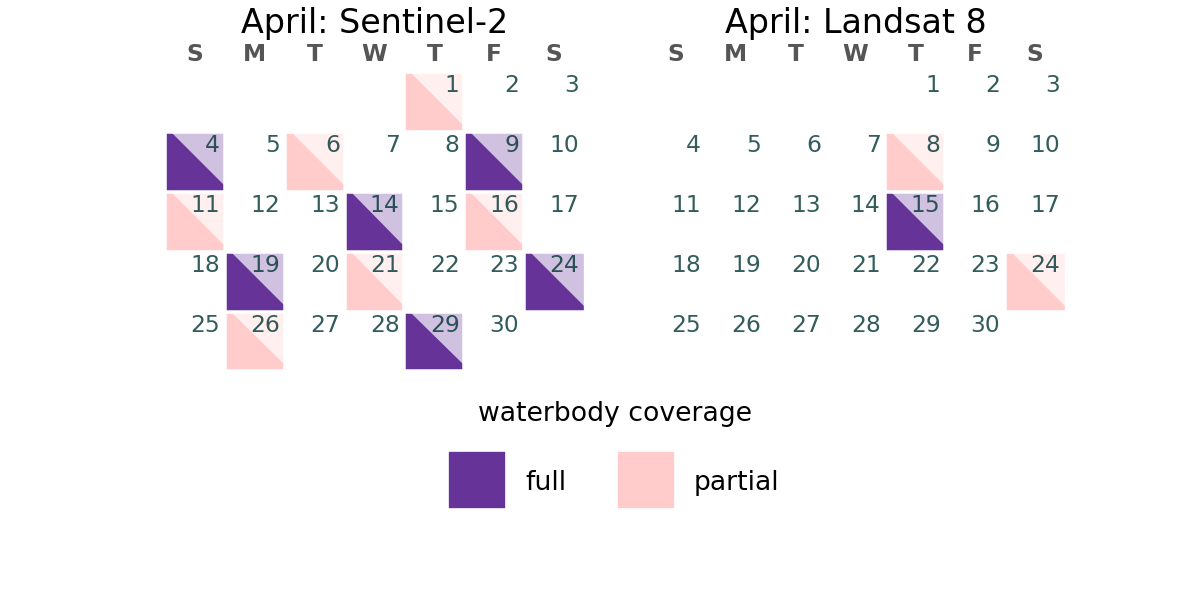 April: Sentinel-2
S M T W T F S
1 2 3
4 5 6 7 8 9 10
11 12 13 14 15 16 17
18 19 20 21 22 23 24
25 26 27 28 29 30
April: Landsat 8
S M T W T F S
1 2 3
4 5 6 7 8 9 10
11 12 13 14 15 16 17
18 19 20 21 22 23 24
25 26 27 28 29 30
waterbody coverage
full partial